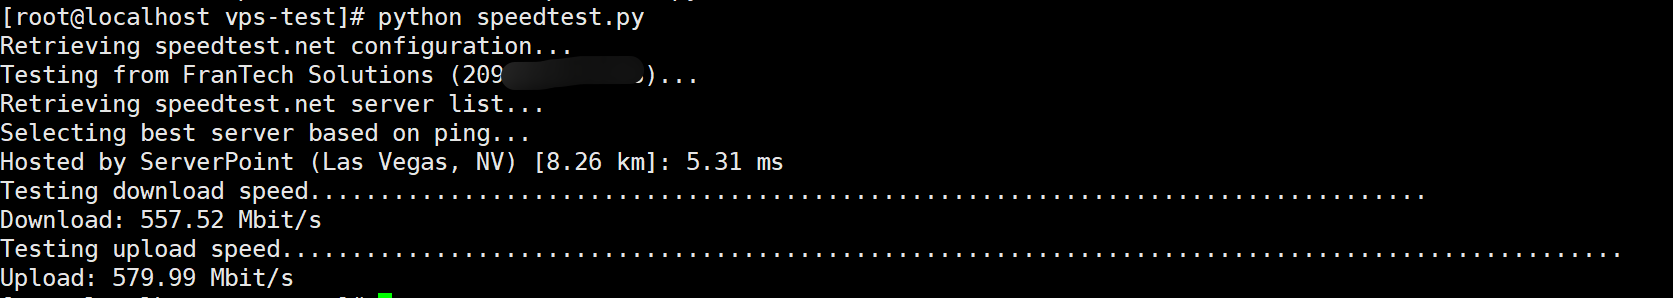 [root@localhost vps-test]# python speedtest.py
Retrieving speedtest.net configuration...
Testing from FranTech Solutions (209 )...
Retrieving speedtest.net server list...
Selecting best server based on ping...
Hosted by ServerPoint (Las Vegas, NV) [8.26 km]: 5.31 ms
Testing download speed................................................................................
Download: 557.52 Mbit/s
Testing upload speed................................................................................................
Upload: 579.99 Mbit/s